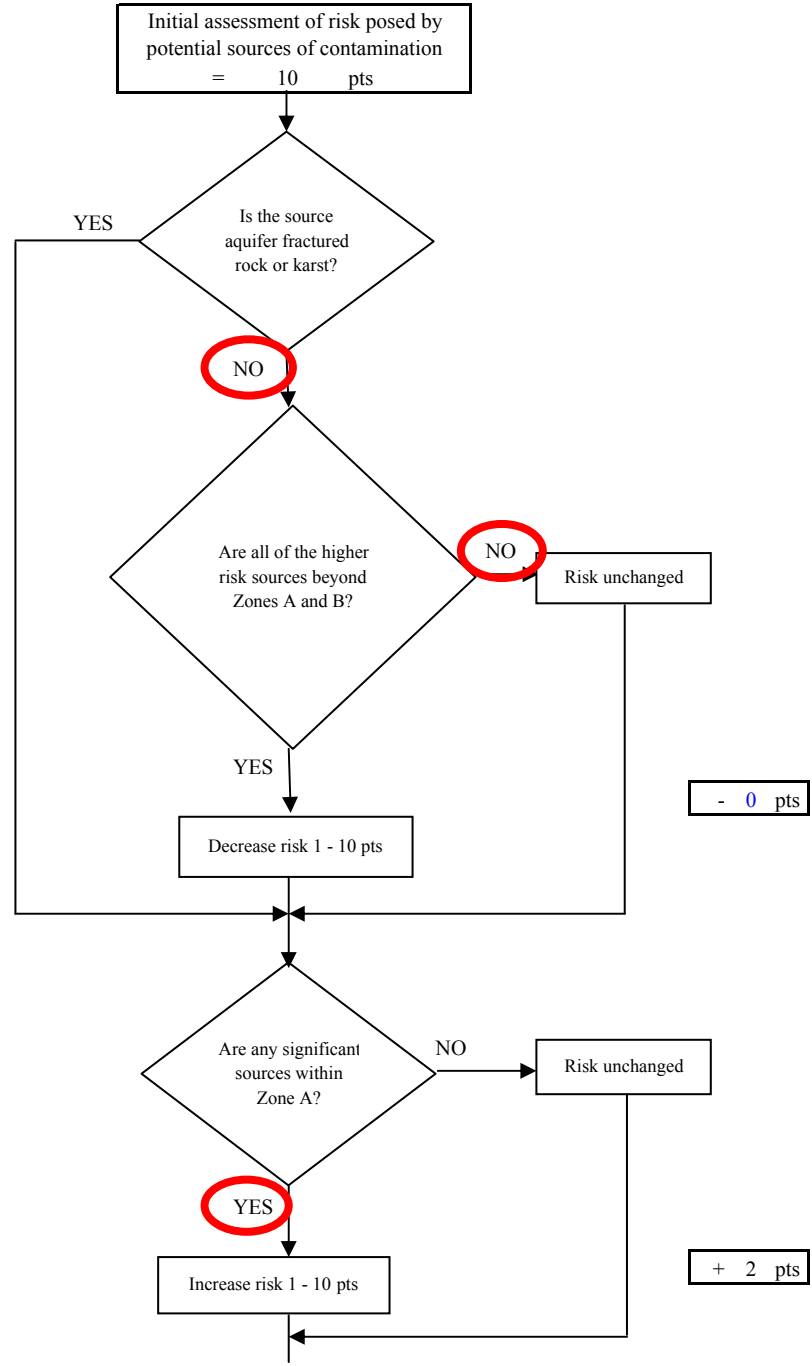 Initial assessment of risk posed by
potential sources of contamination
= 10 pts
YES
Is the source
aquifer fractured
rock or karst?
NO
Are all of the higher
risk sources beyond
Zones A and B?
NO
Risk unchanged
YES
- 0 pts
Decrease risk 1 - 10 pts
Are any significant
sources within
Zone A?
NO
Risk unchanged
YES
+ 2 pts
Increase risk 1 - 10 pts